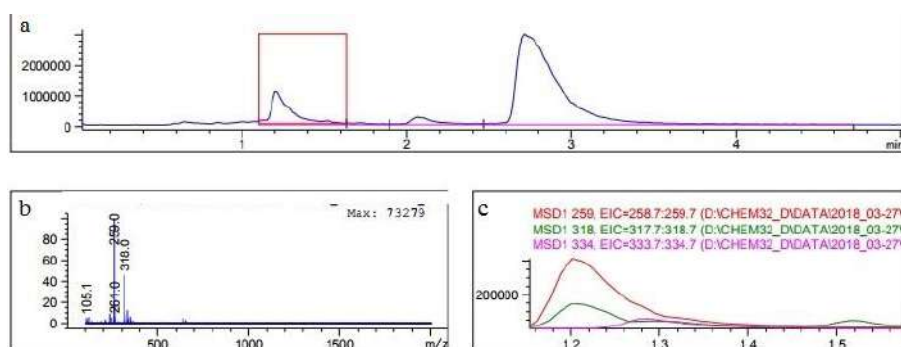 a
2000000
1000000
0
1 2 3 4 min
b
Max: 73279
80
60
40
20
0
105.1
259.0
261.0
318.0
500 1000 1500 m/z
c
MSD1 259, EIC=258.7:259.7 (D:\CHEM32_D\DATA\2018_03-27\
MSD1 318, EIC=317.7:318.7 (D:\CHEM32_D\DATA\2018_03-27\
MSD1 334, EIC=333.7:334.7 (D:\CHEM32_D\DATA\2018_03-27\
200000
1.2 1.3 1.4 1.5